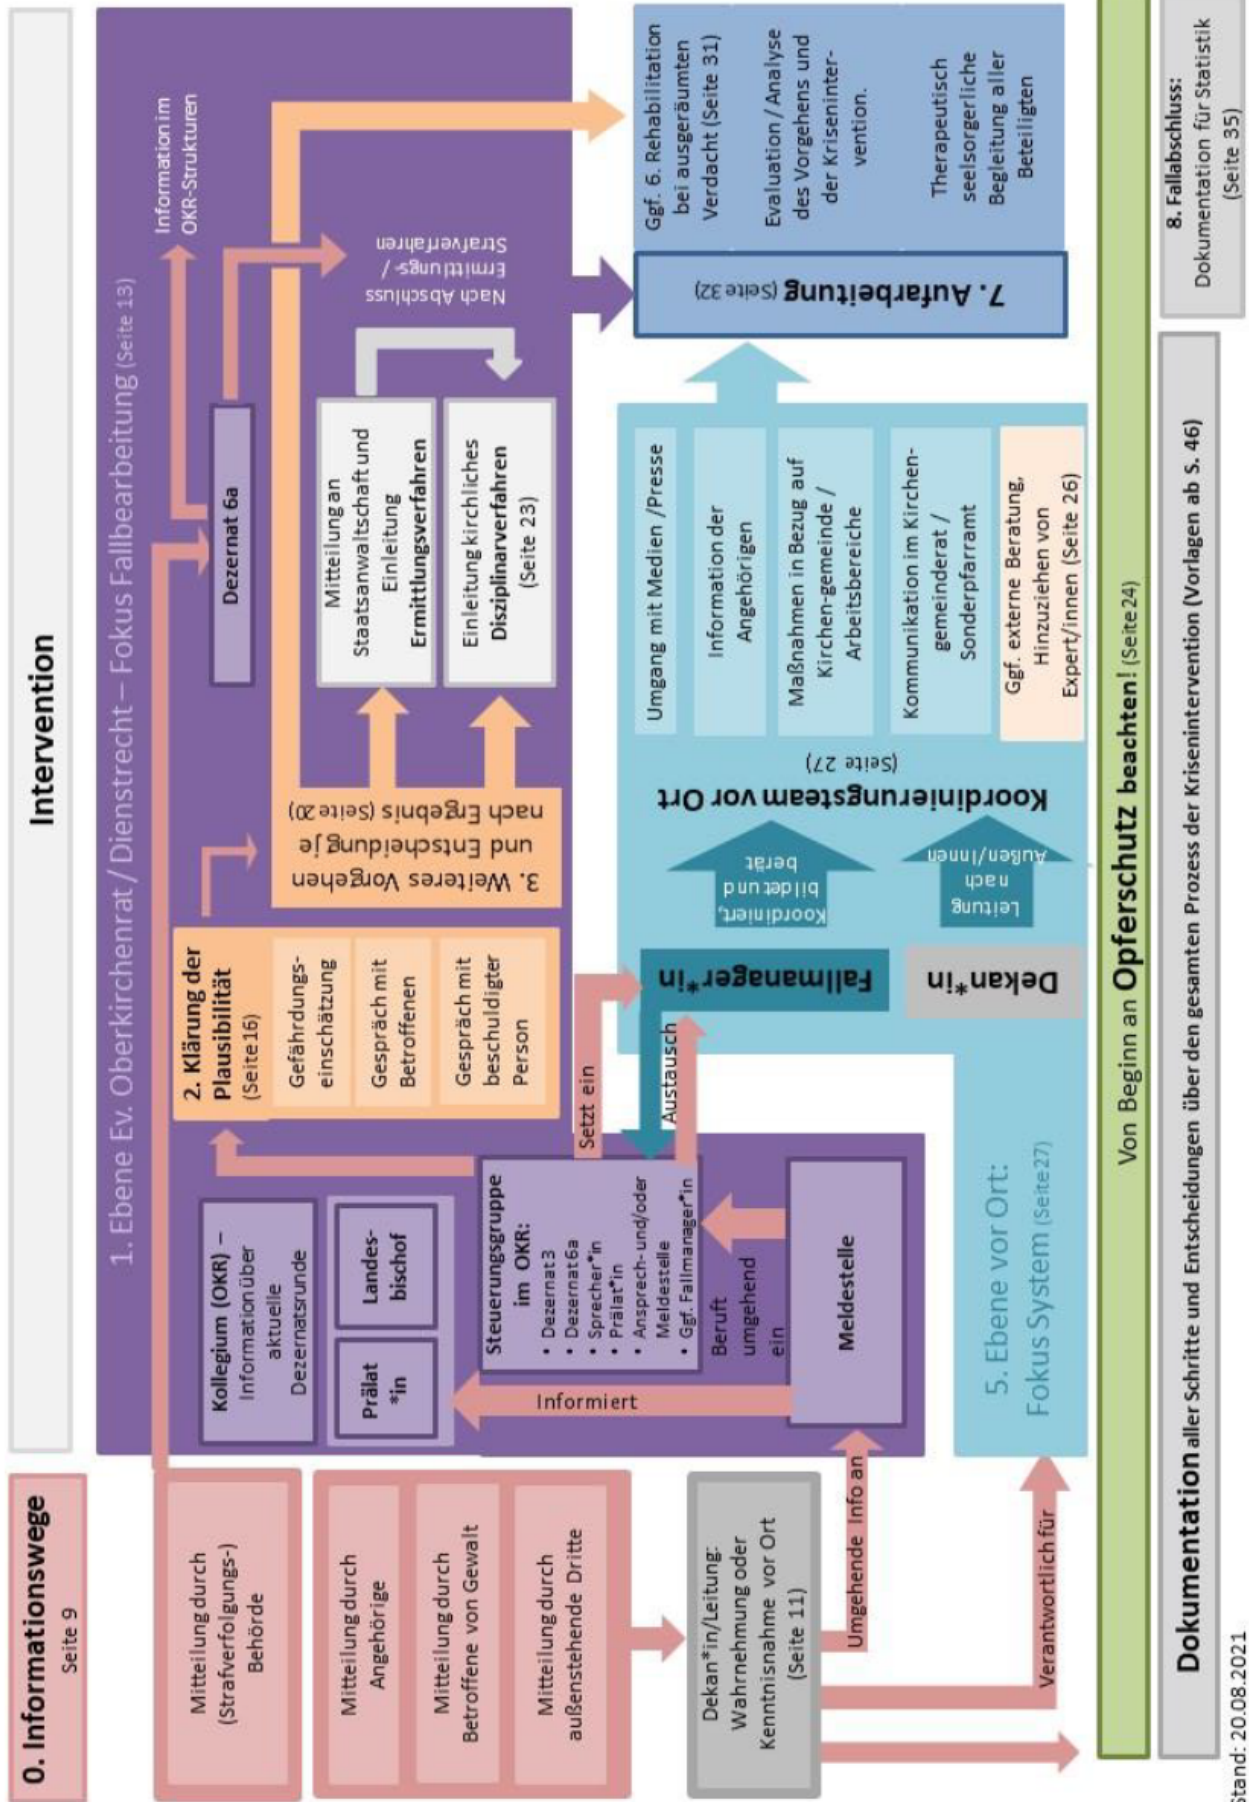 Intervention
0. Informationswege
Seite 9
Mitteilung durch
(Strafverfolgungs-)
Behörde
Mitteilung durch
Angehörige
Mitteilung durch
Betroffene von Gewalt
Mitteilung durch
außenstehende Dritte
Dekan*in/Leitung:
Wahrnehmung oder
Kenntnisnahme vor Ort
(Seite 11)
Umgehende Info an
Verantwortlich für
1. Ebene Ev. Oberkirchenrat / Dienstrecht – Fokus Fallbearbeitung (Seite 13)
Kollegium (OKR) –
Information über
aktuelle
Dezernatsrunde
Prälat
*in
Landes-
bischof
Informiert
Steuerungsgruppe
im OKR:
• Dezernat 3
• Dezernat 6a
• Sprecher*in
• Prälat*in
• Ansprech- und/oder
Meldestelle
• Ggf. Fallmanager*in
Beruft
umgehend
ein
Meldestelle
2. Klärung der
Plausibilität
(Seite 16)
Gefährdungs-
einschätzung
Gespräch mit
Betroffenen
Gespräch mit
beschuldigter
Person
Setzt ein
Austausch
3. Weiteres Vorgehen
und Entscheidung je
nach Ergebnis (Seite 20)
Dezernat 6a
Information im
OKR-Strukturen
Mitteilung an
Staatsanwaltschaft und
Einleitung
Ermittlungsverfahren
Einleitung kirchliches
Disziplinarverfahren
(Seite 23)
Nach Abschluss
Ermittlungs- /
Strafverfahren
5. Ebene vor Ort:
Fokus System (Seite 27)
Fallmanager*in
Dekan*in
Koordiniert,
bildet und
berät
Leitung
nach
Außen/Innen
Koordinierungsteam vor Ort
(Seite 27)
Umgang mit Medien /Presse
Information der
Angehörigen
Maßnahmen in Bezug auf
Kirchen-gemeinde /
Arbeitsbereiche
Kommunikation im Kirchen-
gemeinderat /
Sonderpfarramt
Ggf. externe Beratung,
Hinzuziehen von
Expert/innen (Seite 26)
7. Aufarbeitung (Seite 32)
Ggf. 6. Rehabilitation
bei ausgeräumten
Verdacht (Seite 31)
Evaluation / Analyse
des Vorgehens und
der Kriseninter-
vention.
Therapeutisch
seelsorgerliche
Begleitung aller
Beteiligten
Von Beginn an Opferschutz beachten! (Seite 24)
Dokumentation aller Schritte und Entscheidungen über den gesamten Prozess der Krisenintervention (Vorlagen ab S. 46)
8. Fallabschluss:
Dokumentation für Statistik
(Seite 35)
Stand: 20.08.2021